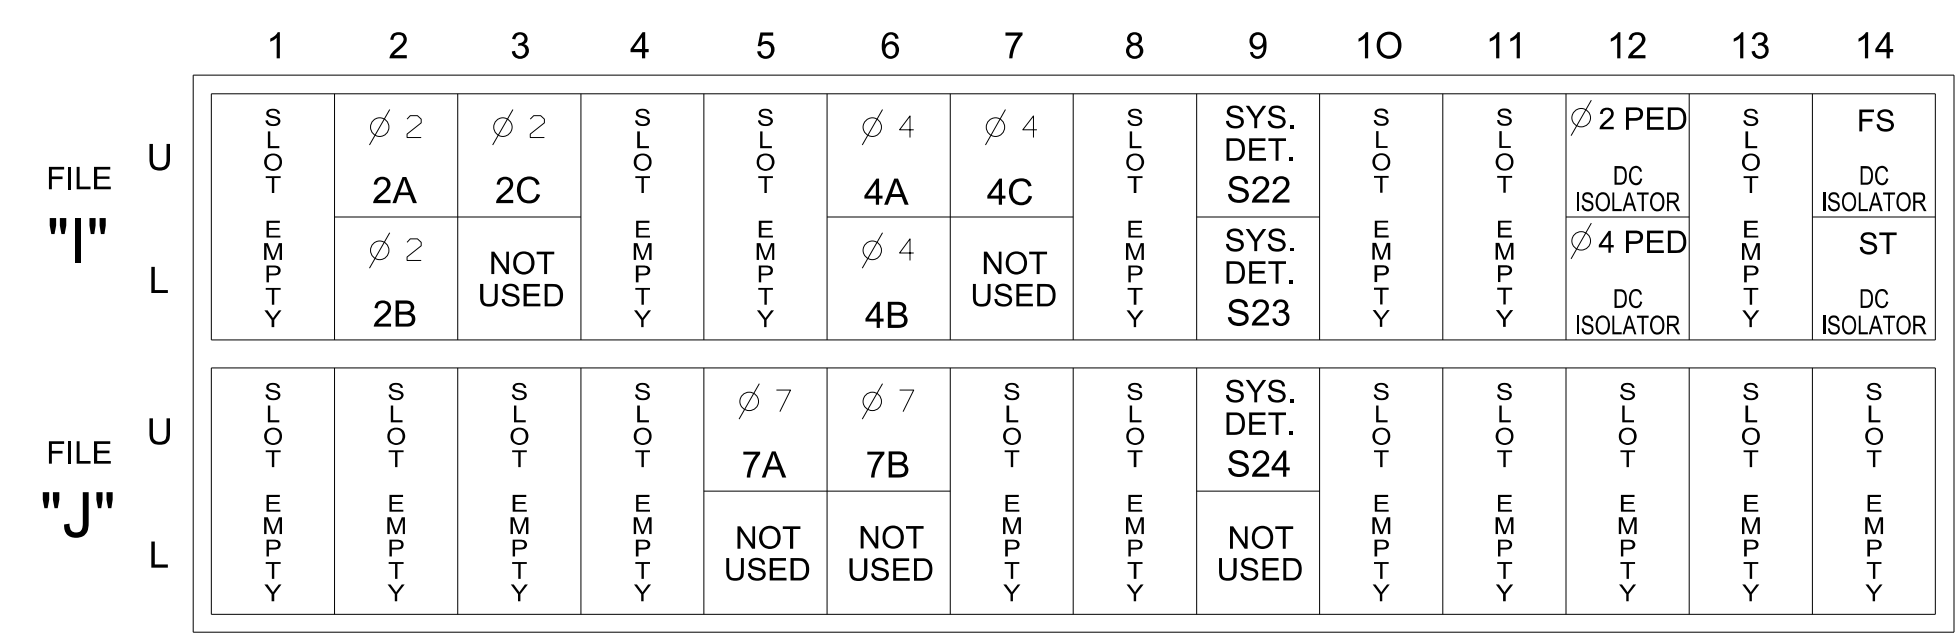 1 2 3 4 5 6 7 8 9 10 11 12 13 14
FILE
"I"
U
L
SLOT EMPTY
Ø 2
2A
Ø 2
2B
Ø 2
2C
NOT
USED
SLOT EMPTY
SLOT EMPTY
Ø 4
4A
Ø 4
4B
Ø 4
4C
NOT
USED
SLOT EMPTY
SYS.
DET.
S22
SYS.
DET.
S23
SLOT EMPTY
SLOT EMPTY
Ø 2 PED
DC
ISOLATOR
Ø 4 PED
DC
ISOLATOR
SLOT EMPTY
FS
DC
ISOLATOR
ST
DC
ISOLATOR
FILE
"J"
U
L
SLOT EMPTY
SLOT EMPTY
SLOT EMPTY
SLOT EMPTY
Ø 7
7A
NOT
USED
Ø 7
7B
NOT
USED
SLOT EMPTY
SLOT EMPTY
SYS.
DET.
S24
NOT
USED
SLOT EMPTY
SLOT EMPTY
SLOT EMPTY
SLOT EMPTY
SLOT EMPTY